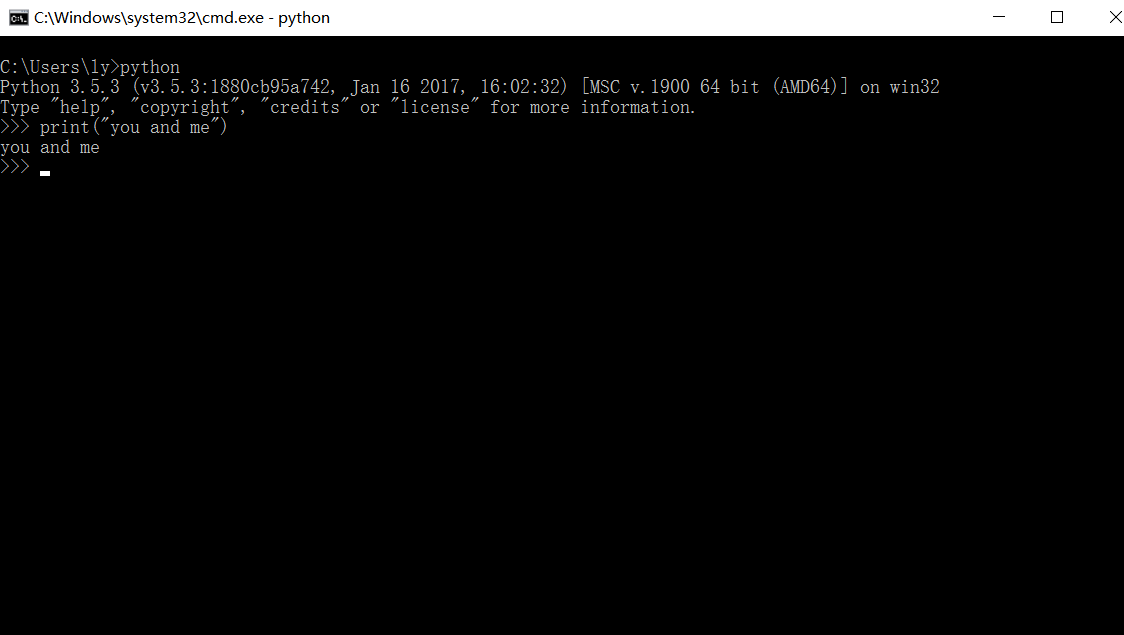 C:\Windows\system32\cmd.exe - python
C:\Users\ly>python
Python 3.5.3 (v3.5.3:1880cb95a742, Jan 16 2017, 16:02:32) [MSC v.1900 64 bit (AMD64)] on win32
Type "help", "copyright", "credits" or "license" for more information.
>>> print("you and me")
you and me
>>>